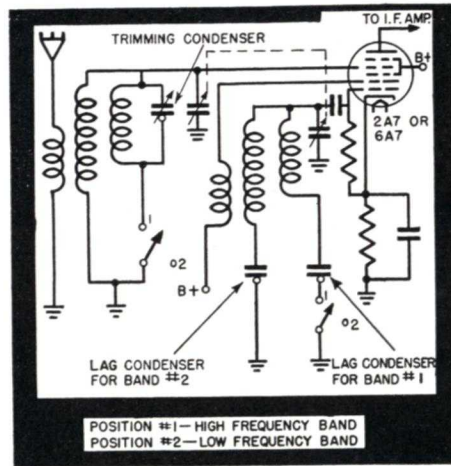 TO I.F. AMP.
TRIMMING CONDENSER
B+
2A7 OR
6A7
1
o2
B+
1
o2
LAG CONDENSER
FOR BAND #2
LAG CONDENSER
FOR BAND #1
POSITION #1—HIGH FREQUENCY BAND
POSITION #2—LOW FREQUENCY BAND